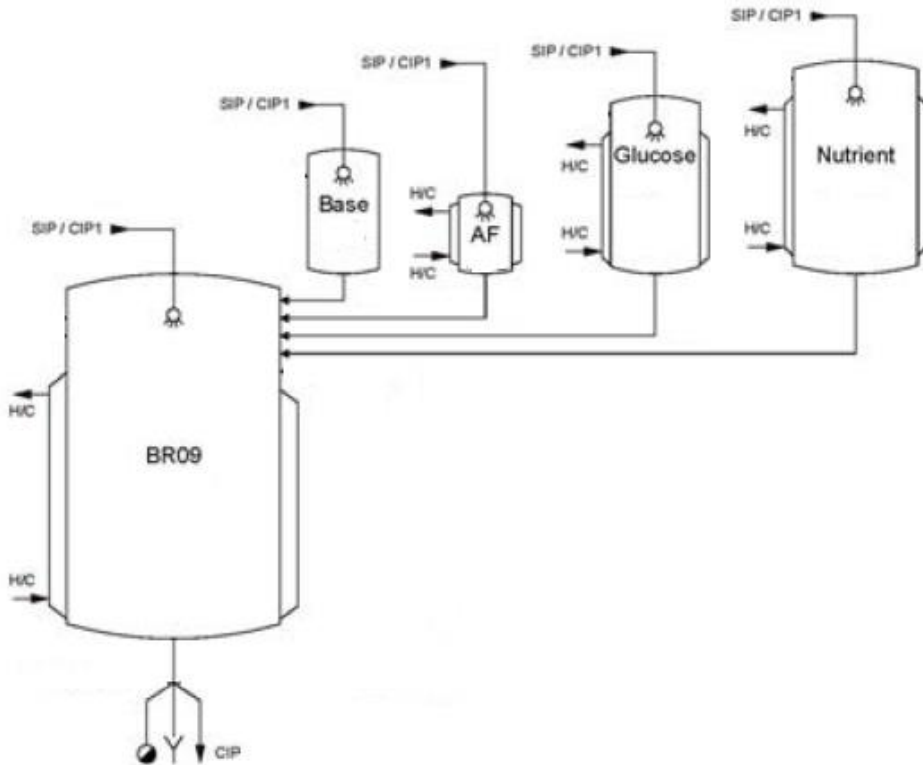 SIP / CIP1
SIP / CIP1
SIP / CIP1
SIP / CIP1
H/C
Glucose
H/C
Nutrient
Base
H/C
AF
SIP / CIP1
H/C
H/C
H/C
H/C
BR09
H/C
CIP